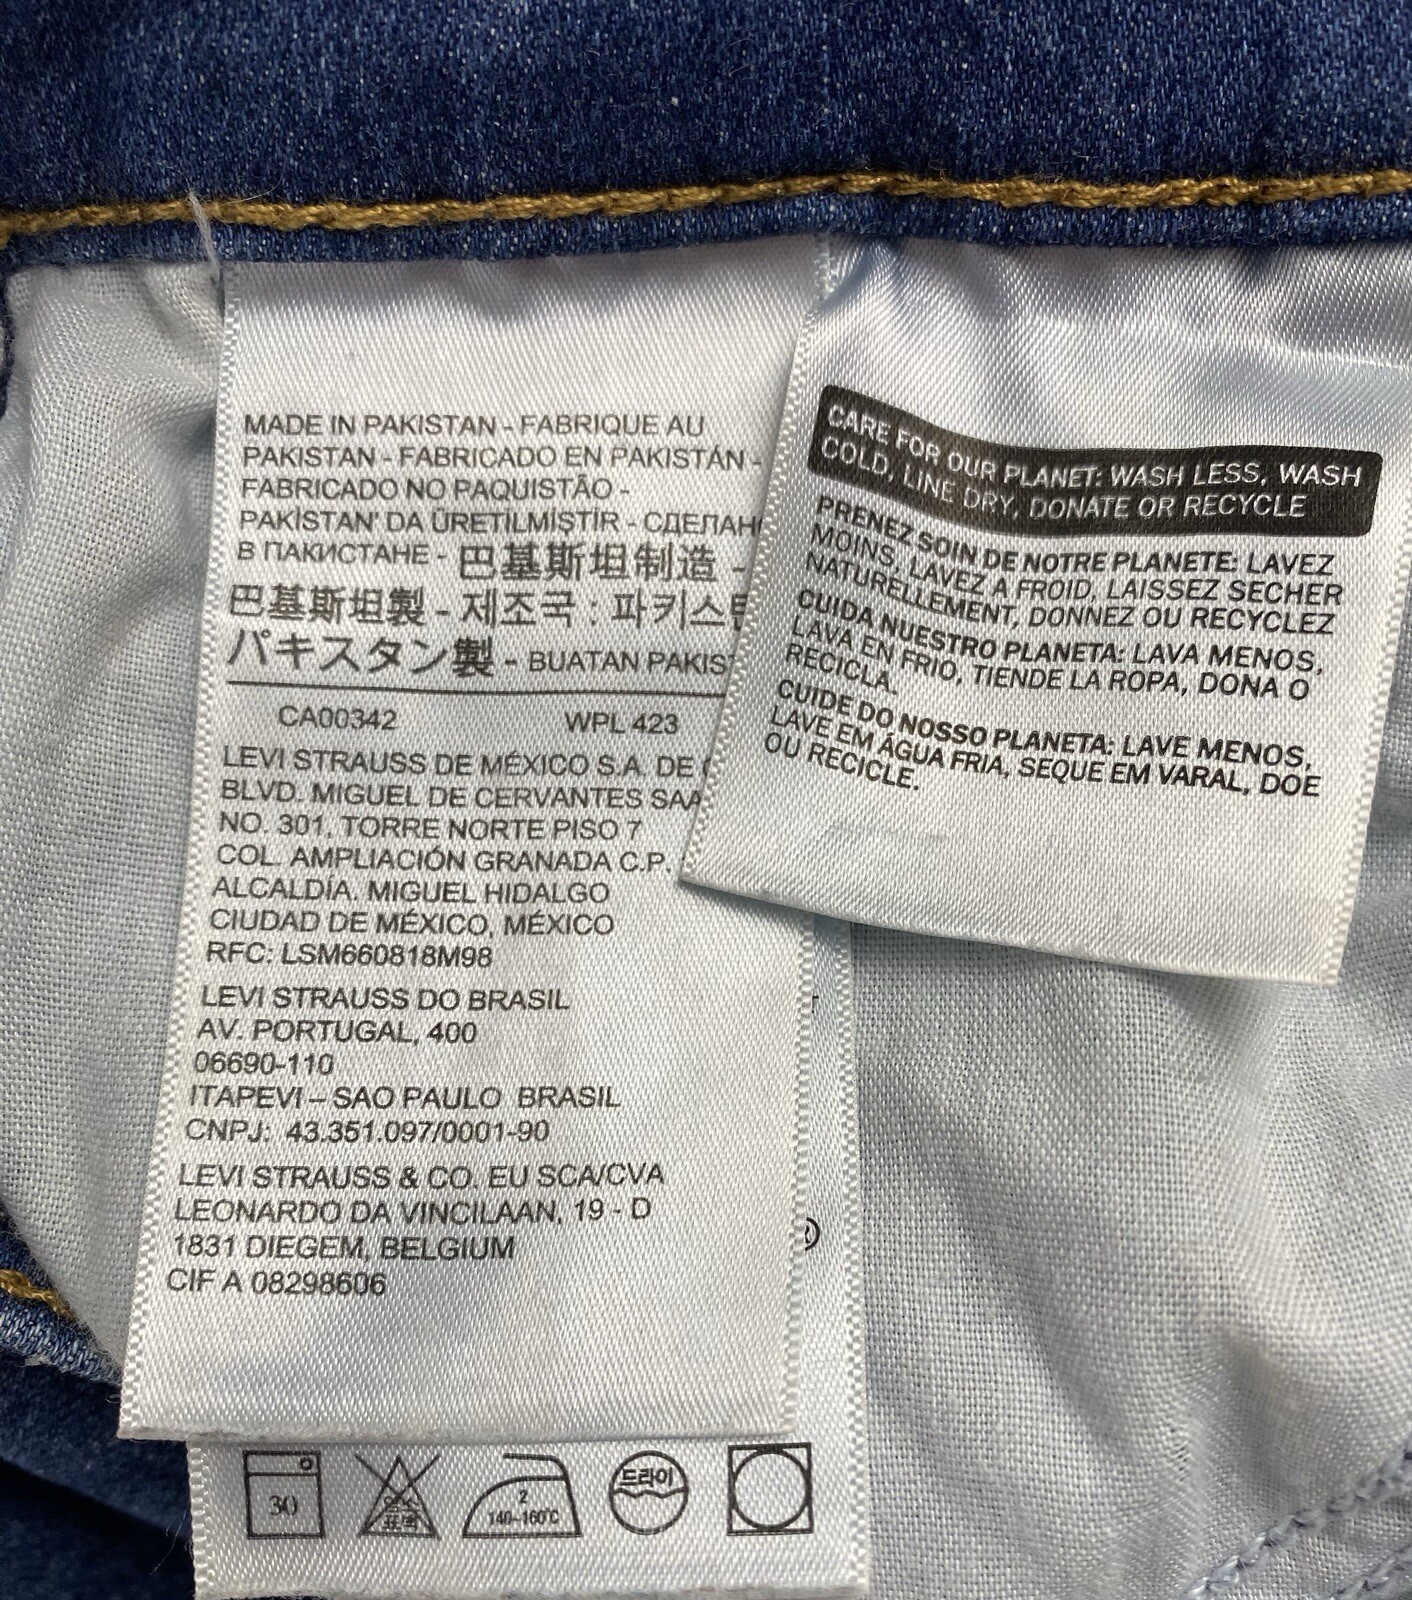 MADE IN PAKISTAN - FABRIQUE AU
PAKISTAN - FABRICADO EN PAKISTÁN -
FABRICADO NO PAQUISTÃO -
PAKİSTAN' DA ÜRETİLMİŞTİR - СДЕЛАН
В ПАКИСТАНЕ - 巴基斯坦制造 -
巴基斯坦製 - 제조국 : 파키스
パキスタン製 - BUATAN PAKIS
CA00342 WPL 423
LEVI STRAUSS DE MÉXICO S.A. DE
BLVD. MIGUEL DE CERVANTES SAA
NO. 301, TORRE NORTE PISO 7
COL. AMPLIACIÓN GRANADA C.P.
ALCALDÍA. MIGUEL HIDALGO
CIUDAD DE MÉXICO, MÉXICO
RFC: LSM660818M98
LEVI STRAUSS DO BRASIL
AV. PORTUGAL, 400
06690-110
ITAPEVI – SAO PAULO BRASIL
CNPJ: 43.351.097/0001-90
LEVI STRAUSS & CO. EU SCA/CVA
LEONARDO DA VINCILAAN, 19 - D
1831 DIEGEM, BELGIUM
CIF A 08298606
CARE FOR OUR PLANET: WASH LESS, WASH
COLD, LINE DRY, DONATE OR RECYCLE
PRENEZ SOIN DE NOTRE PLANETE: LAVEZ
MOINS, LAVEZ A FROID, LAISSEZ SECHER
NATURELLEMENT, DONNEZ OU RECYCLEZ
CUIDA NUESTRO PLANETA: LAVA MENOS,
LAVA EN FRIO, TIENDE LA ROPA, DONA O
RECICLA.
CUIDE DO NOSSO PLANETA: LAVE MENOS,
LAVE EM ÁGUA FRIA, SEQUE EM VARAL, DOE
OU RECICLE.
®
30
2
140~160°C
드라이